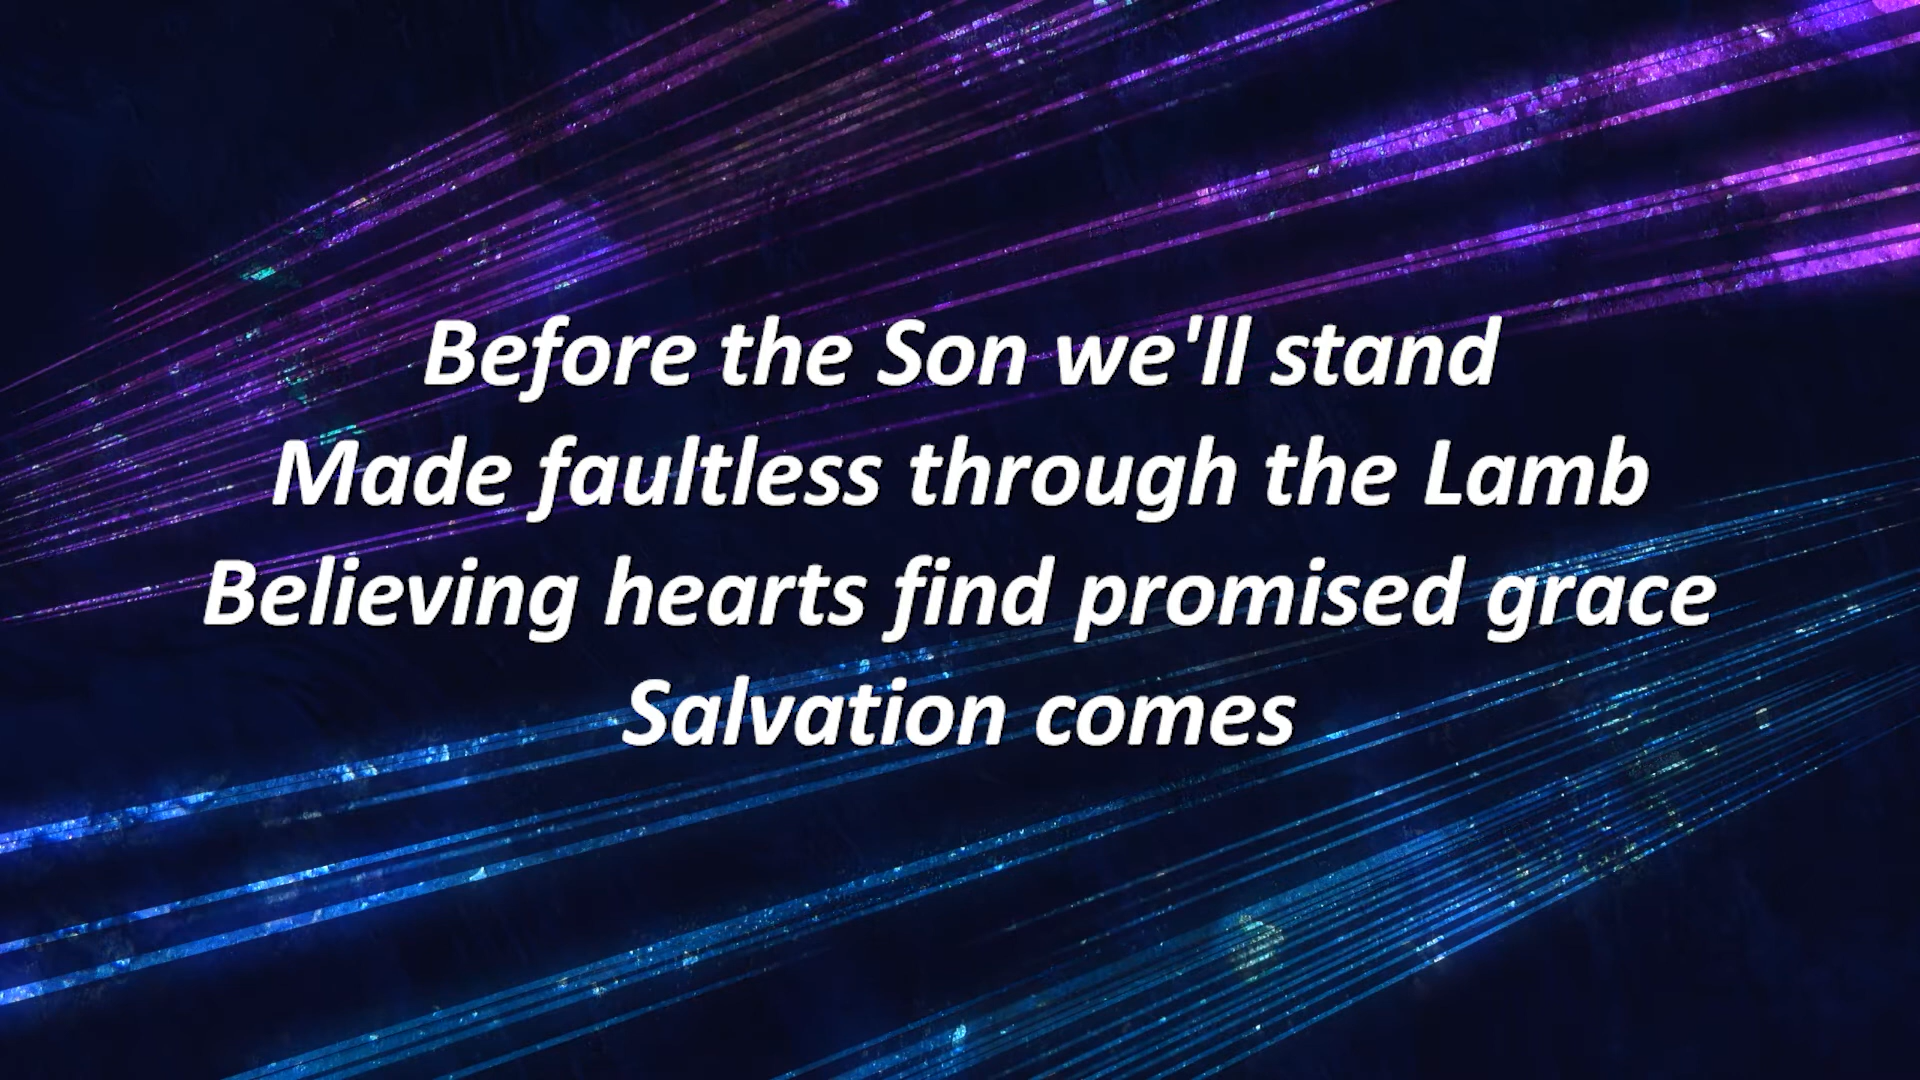 Before the Son we'll stand
Made faultless through the Lamb
Believing hearts find promised grace
Salvation comes